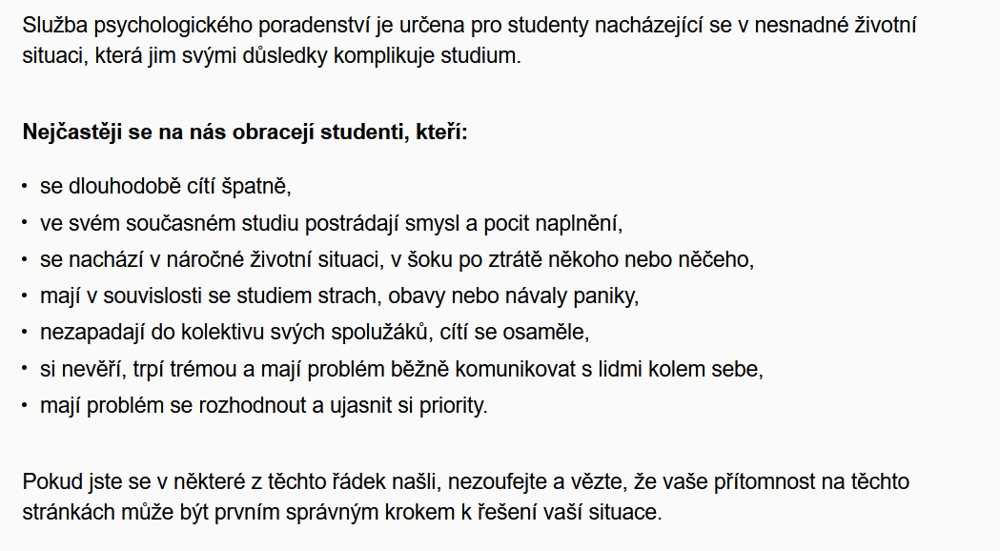 Služba psychologického poradenství je určena pro studenty nacházející se v nesnadné životní
situaci, která jim svými důsledky komplikuje studium.
Nejčastěji se na nás obracejí studenti, kteří:
• se dlouhodobě cítí špatně,
• ve svém současném studiu postrádají smysl a pocit naplnění,
• se nachází v náročné životní situaci, v šoku po ztrátě někoho nebo něčeho,
• mají v souvislosti se studiem strach, obavy nebo návaly paniky,
• nezapadají do kolektivu svých spolužáků, cítí se osaměle,
• si nevěří, trpí trémou a mají problém běžně komunikovat s lidmi kolem sebe,
• mají problém se rozhodnout a ujasnit si priority.
Pokud jste se v některé z těchto řádek našli, nezoufejte a vězte, že vaše přítomnost na těchto
stránkách může být prvním správným krokem k řešení vaší situace.